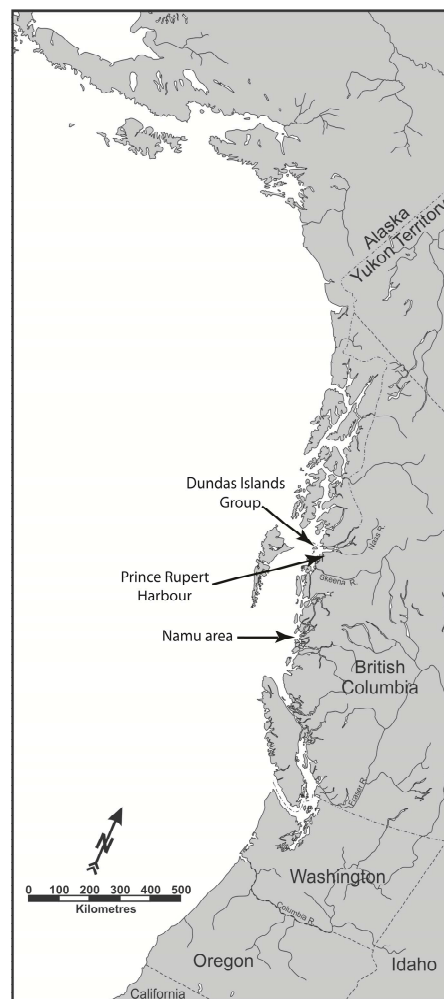 Alaska
Yukon Territory
Dundas Islands
Group
Nass R.
Prince Rupert
Harbour
Skeena R.
Namu area
British
Columbia
Fraser R.
N
Washington
0 100 200 300 400 500
Kilometres
Columbia R.
Oregon
Idaho
California